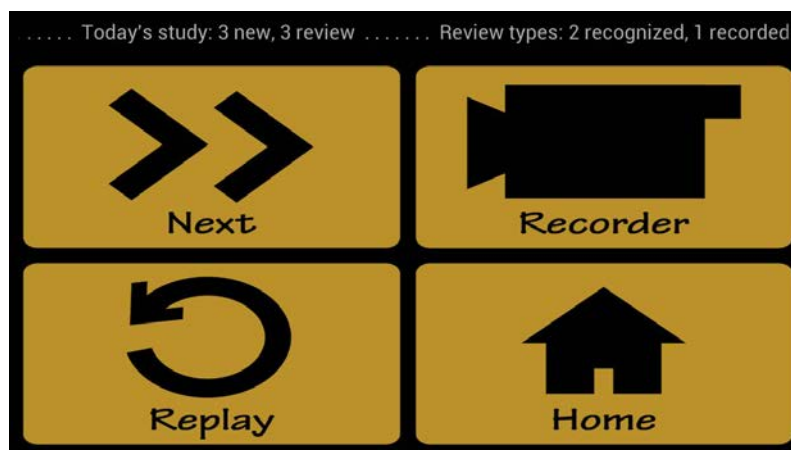 ...... Today's study: 3 new, 3 review ....... Review types: 2 recognized, 1 recorded
Next
Recorder
Replay
Home